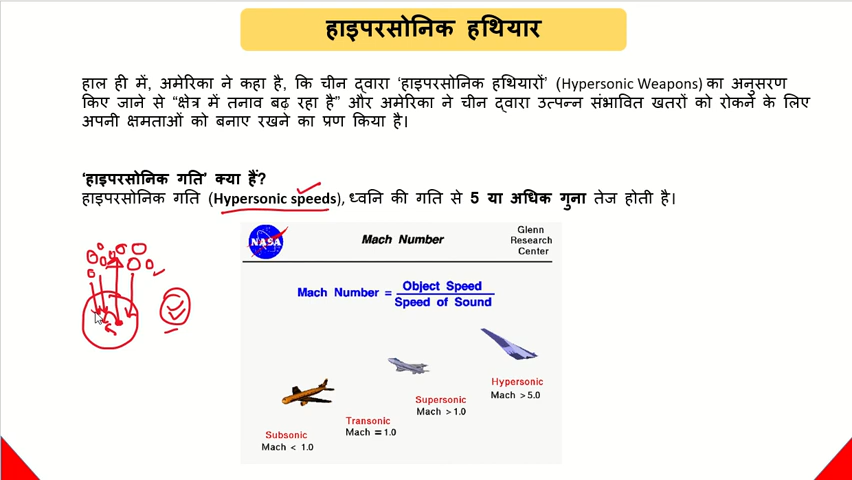 हाइपरसोनिक हथियार
हाल ही में, अमेरिका ने कहा है, कि चीन द्वारा ‘हाइपरसोनिक हथियारों’ (Hypersonic Weapons) का अनुसरण
किए जाने से “क्षेत्र में तनाव बढ़ रहा है” और अमेरिका ने चीन द्वारा उत्पन्न संभावित खतरों को रोकने के लिए
अपनी क्षमताओं को बनाए रखने का प्रण किया है।
‘हाइपरसोनिक गति’ क्या हैं?
हाइपरसोनिक गति (Hypersonic speeds), ध्वनि की गति से 5 या अधिक गुना तेज होती है।
NASA
Mach Number
Glenn
Research
Center
Mach Number = Object Speed
Speed of Sound
Hypersonic
Mach > 5.0
Supersonic
Mach > 1.0
Transonic
Mach = 1.0
Subsonic
Mach < 1.0